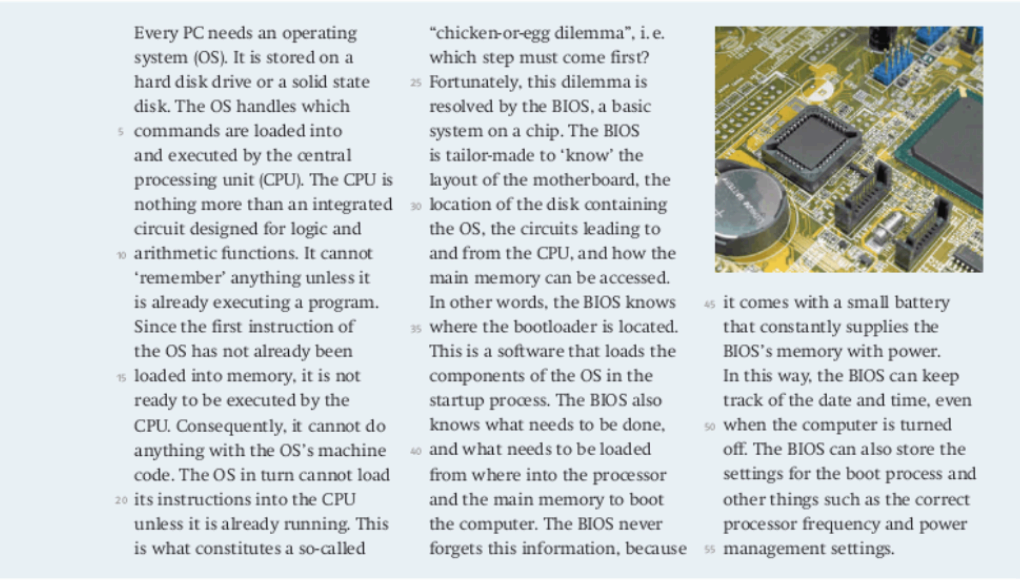 Every PC needs an operating
system (OS). It is stored on a
hard disk drive or a solid state
disk. The OS handles which
5 commands are loaded into
and executed by the central
processing unit (CPU). The CPU is
nothing more than an integrated
circuit designed for logic and
10 arithmetic functions. It cannot
‘remember’ anything unless it
is already executing a program.
Since the first instruction of
the OS has not already been
15 loaded into memory, it is not
ready to be executed by the
CPU. Consequently, it cannot do
anything with the OS’s machine
code. The OS in turn cannot load
20 its instructions into the CPU
unless it is already running. This
is what constitutes a so-called
“chicken-or-egg dilemma”, i. e.
which step must come first?
25 Fortunately, this dilemma is
resolved by the BIOS, a basic
system on a chip. The BIOS
is tailor-made to ‘know’ the
layout of the motherboard, the
30 location of the disk containing
the OS, the circuits leading to
and from the CPU, and how the
main memory can be accessed.
In other words, the BIOS knows
35 where the bootloader is located.
This is a software that loads the
components of the OS in the
startup process. The BIOS also
knows what needs to be done,
40 and what needs to be loaded
from where into the processor
and the main memory to boot
the computer. The BIOS never
forgets this information, because
45 it comes with a small battery
that constantly supplies the
BIOS’s memory with power.
In this way, the BIOS can keep
track of the date and time, even
50 when the computer is turned
off. The BIOS can also store the
settings for the boot process and
other things such as the correct
processor frequency and power
55 management settings.